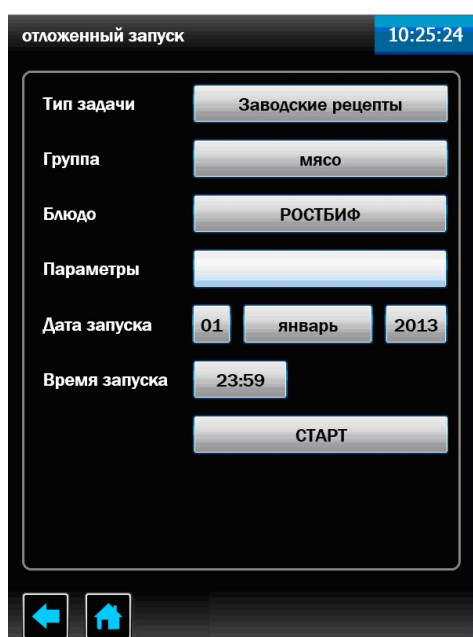 отложенный запуск 10:25:24
Тип задачи Заводские рецепты
Группа мясо
Блюдо РОСТБИФ
Параметры
Дата запуска 01 январь 2013
Время запуска 23:59
СТАРТ